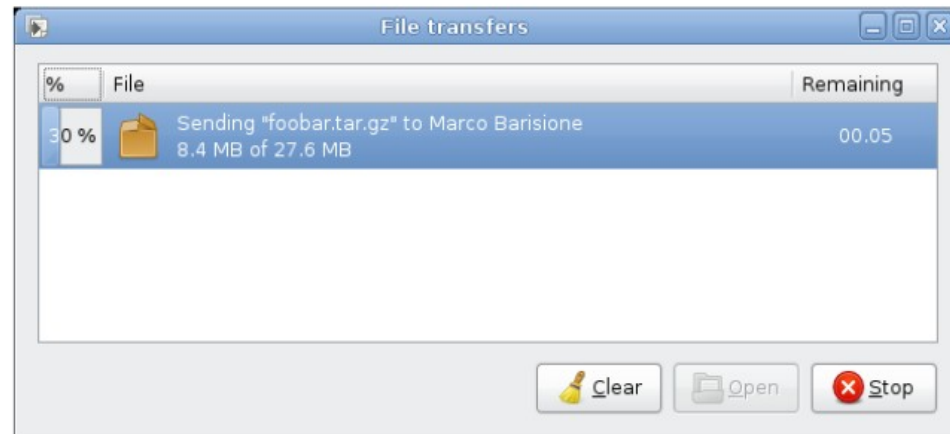 File transfers
% File Remaining
30 % Sending "foobar.tar.gz" to Marco Barisione 00.05
8.4 MB of 27.6 MB
Clear Open Stop